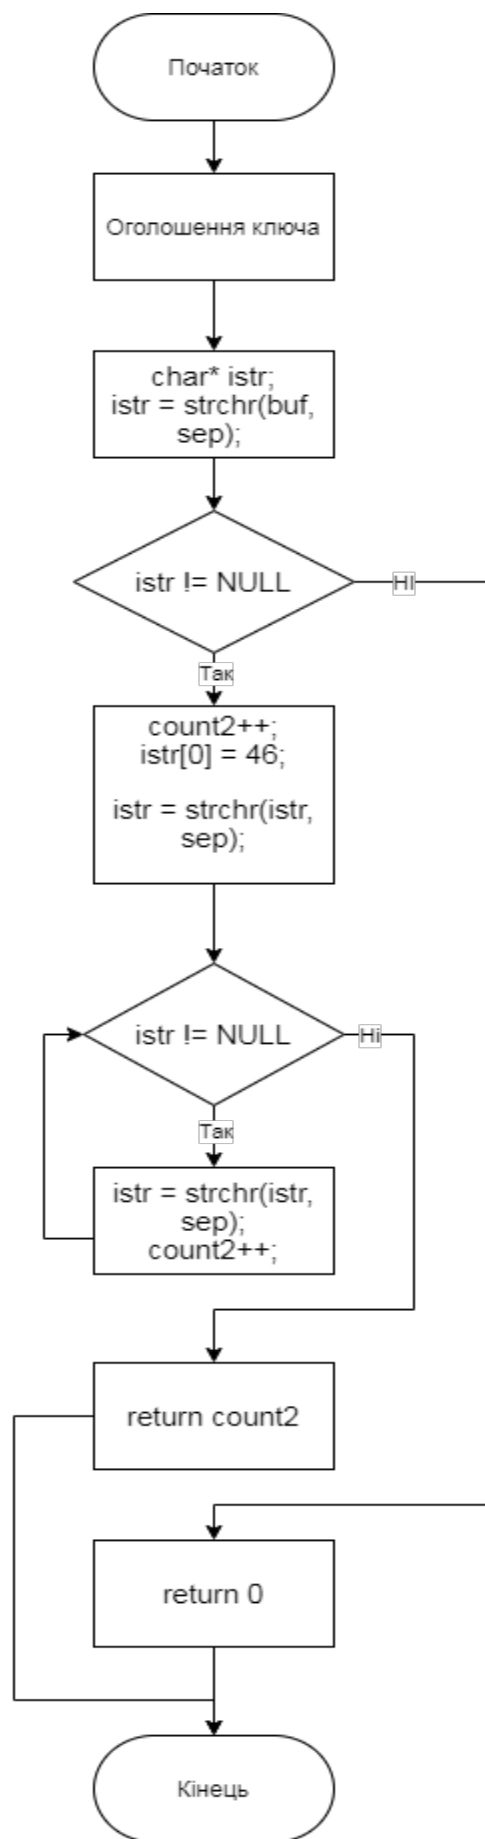 Початок
Оголошення ключа
char* istr;
istr = strchr(buf,
sep);
istr != NULL
НІ
Так
count2++;
istr[0] = 46;
istr = strchr(istr,
sep);
istr != NULL
Ні
Так
istr = strchr(istr,
sep);
count2++;
return count2
return 0
Кінець